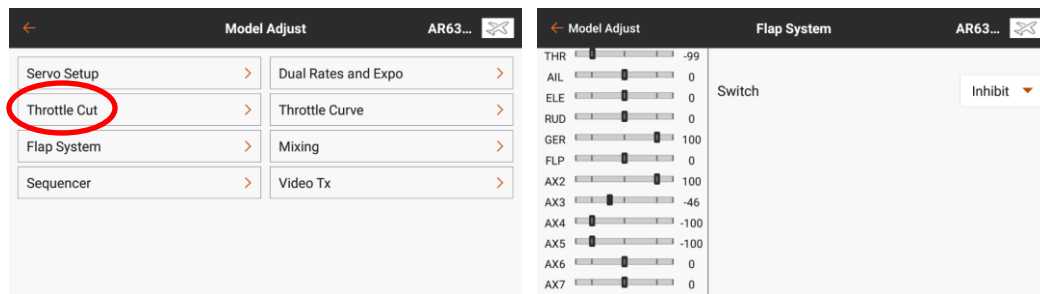 Model Adjust AR63...
Servo Setup Dual Rates and Expo
Throttle Cut Throttle Curve
Flap System Mixing
Sequencer Video Tx
Model Adjust Flap System AR63...
THR -99
AIL 0
ELE 0
RUD 0
GER 100
FLP 0
AX2 100
AX3 -46
AX4 -100
AX5 -100
AX6 0
AX7 0
Switch Inhibit